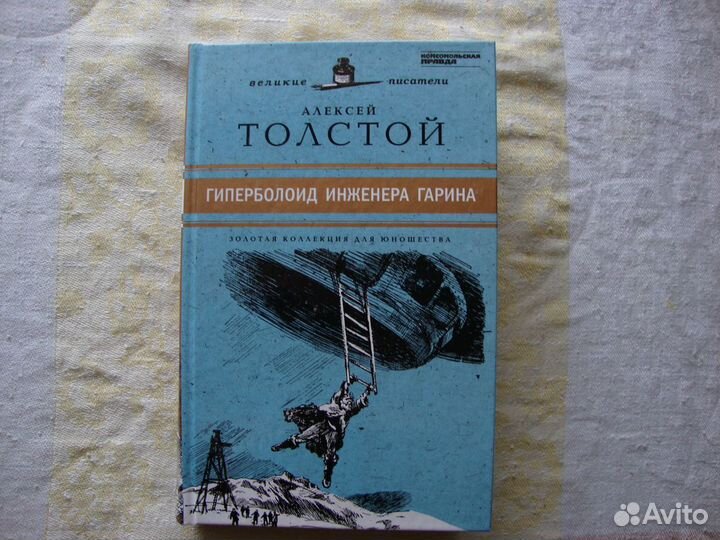 КОМСОМОЛЬСКАЯ
ПРАВДА
великие писатели
АЛЕКСЕЙ
ТОЛСТОЙ
ГИПЕРБОЛОИД ИНЖЕНЕРА ГАРИНА
ЗОЛОТАЯ КОЛЛЕКЦИЯ ДЛЯ ЮНОШЕСТВА
Avito